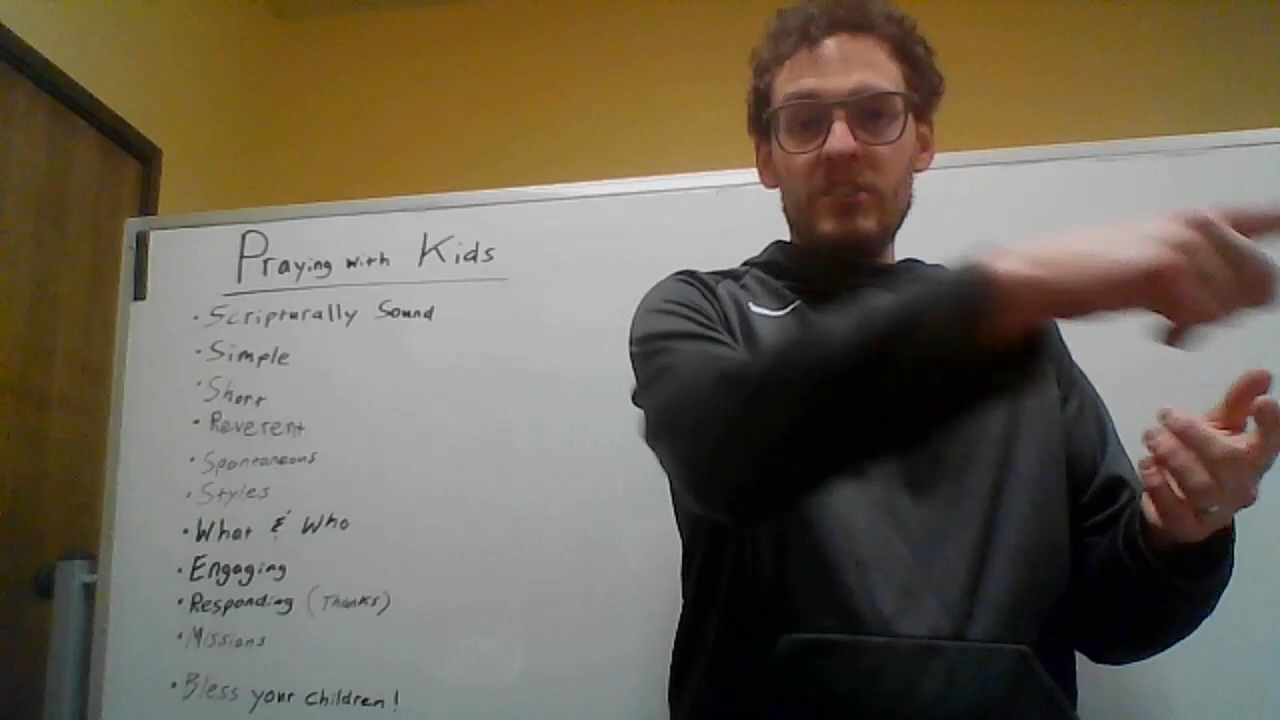 Praying with Kids
• Scripturally Sound
• Simple
• Short
• Reverent
• Spontaneous
• Styles
• What & Who
• Engaging
• Responding (Thanks)
• Missions
• Bless your children!